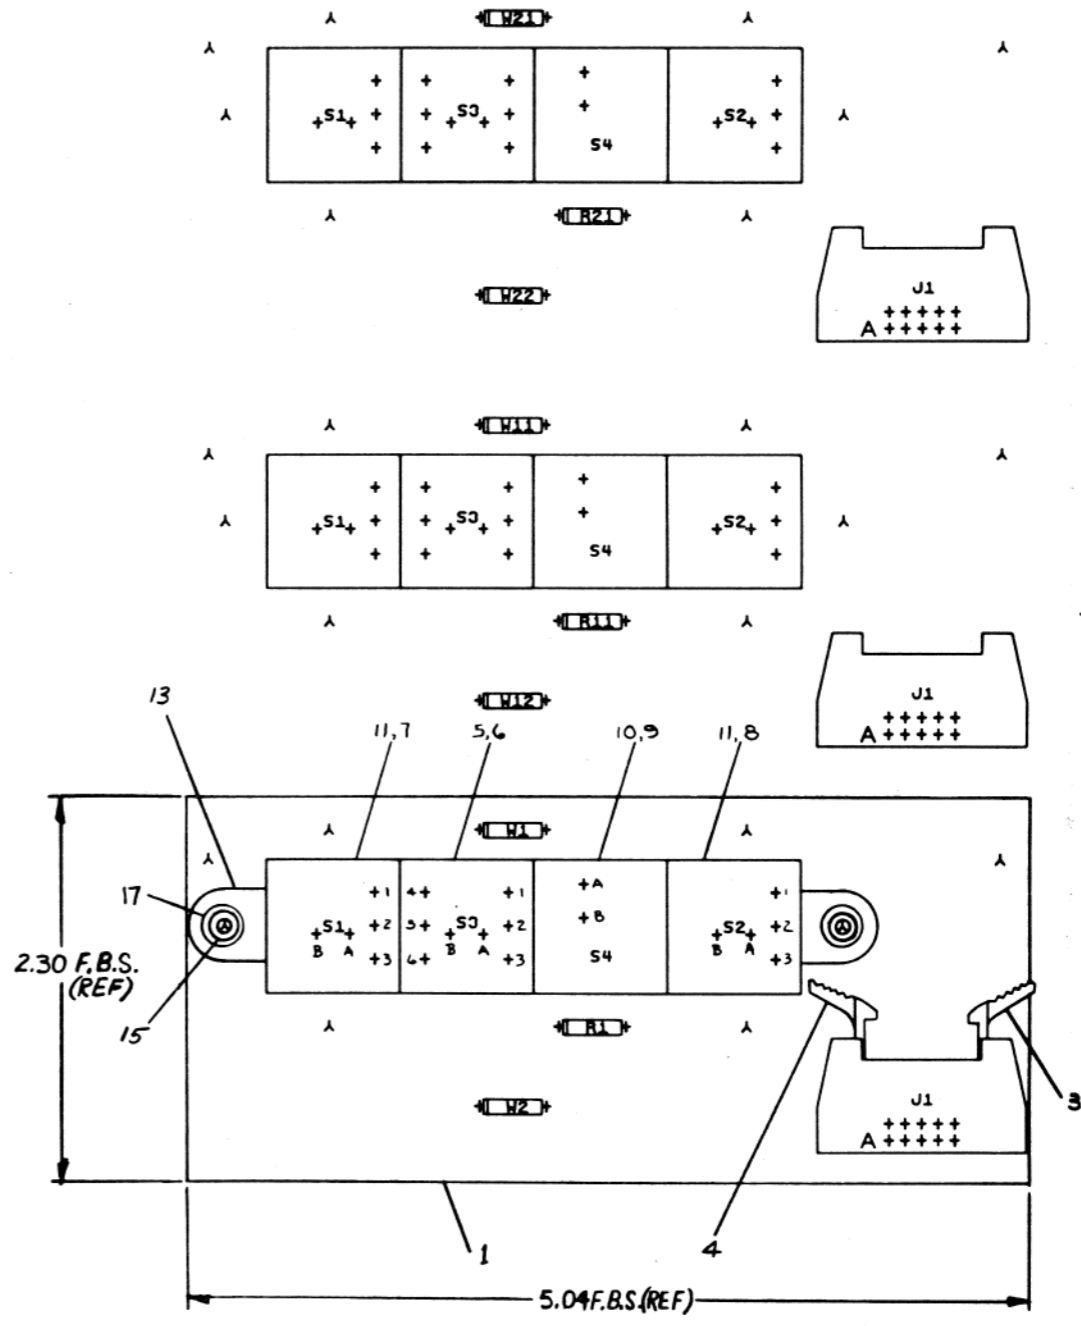 W21
S1 S3 S4 S2
R21
W22
J1
A
W11
S1 S3 S4 S2
R11
W12
J1
A
13
11,7 5,6 10,9 11,8
W1
17
1 4 1 A 1
S1 2 5 S3 2 B S2 2
B A 3 6 B A 3 S4 B A 3
2.30 F.B.S.
(REF)
15
R1
3
W2
J1
A
1
4
5.04 F.B.S.(REF)